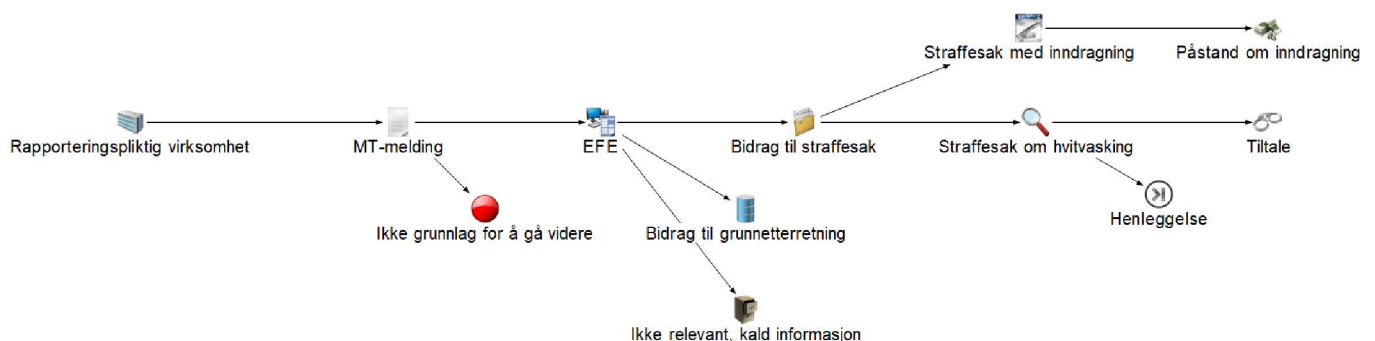 Straffesak med inndragning
Påstand om inndragning
Rapporteringspliktig virksomhet
MT-melding
EFE
Bidrag til straffesak
Straffesak om hvitvasking
Tiltale
Ikke grunnlag for å gå videre
Bidrag til grunnetterretning
Henleggelse
Ikke relevant, kald informasjon